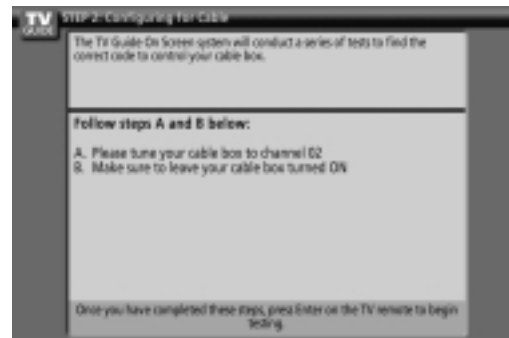 TV
GUIDE
STEP 2: Configuring for Cable
The TV Guide On Screen system will conduct a series of tests to find the
correct code to control your cable box.
Follow steps A and B below:
A. Please tune your cable box to channel 02
B. Make sure to leave your cable box turned ON
Once you have completed these steps, press Enter on the TV remote to begin
testing.